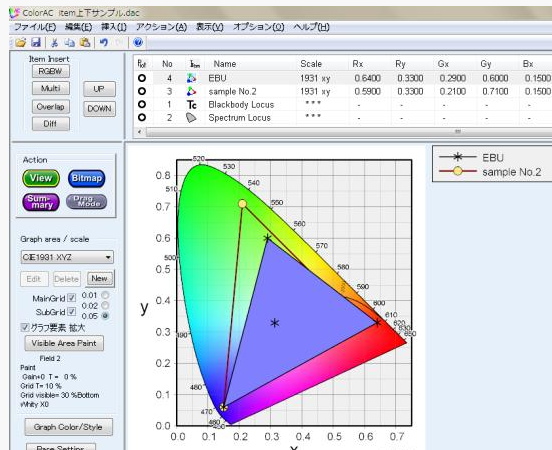 ColorAC item上下サンプル.dac
ファイル(F) 編集(E) 挿入(I) アクション(A) 表示(V) オプション(O) ヘルプ(H)
Item Insert
RGBW
Multi
UP
Overlap
DOWN
Diff
Ref No Item Name Scale Rx Ry Gx Gy Bx
4 EBU 1931 xy 0.6400 0.3300 0.2900 0.6000 0.1500
3 sample No.2 1931 xy 0.5900 0.3300 0.2100 0.7100 0.1500
1 Tc Blackbody Locus *** - - - - -
2 Spectrum Locus *** - - - - -
Action
View Bitmap
Sum-mary Drag Mode
Graph area / scale
CIE1931 XYZ
Edit Delete New
MainGrid 0.01
SubGrid 0.02
0.05
グラフ要素 拡大
Visible Area Paint
Field 2
Paint
Gain=0 T= 0%
Grid T= 10 %
Grid visible= 30 %Bottom
Graph Color/Style
Page Setting
EBU
sample No.2
y
0.8
0.7
0.6
0.5
0.4
0.3
0.2
0.1
0.0
0.0 0.1 0.2 0.3 0.4 0.5 0.6 0.7
x
520
530
540
550
560
570
580
590
600
610
620
630
510
500
490
480
470